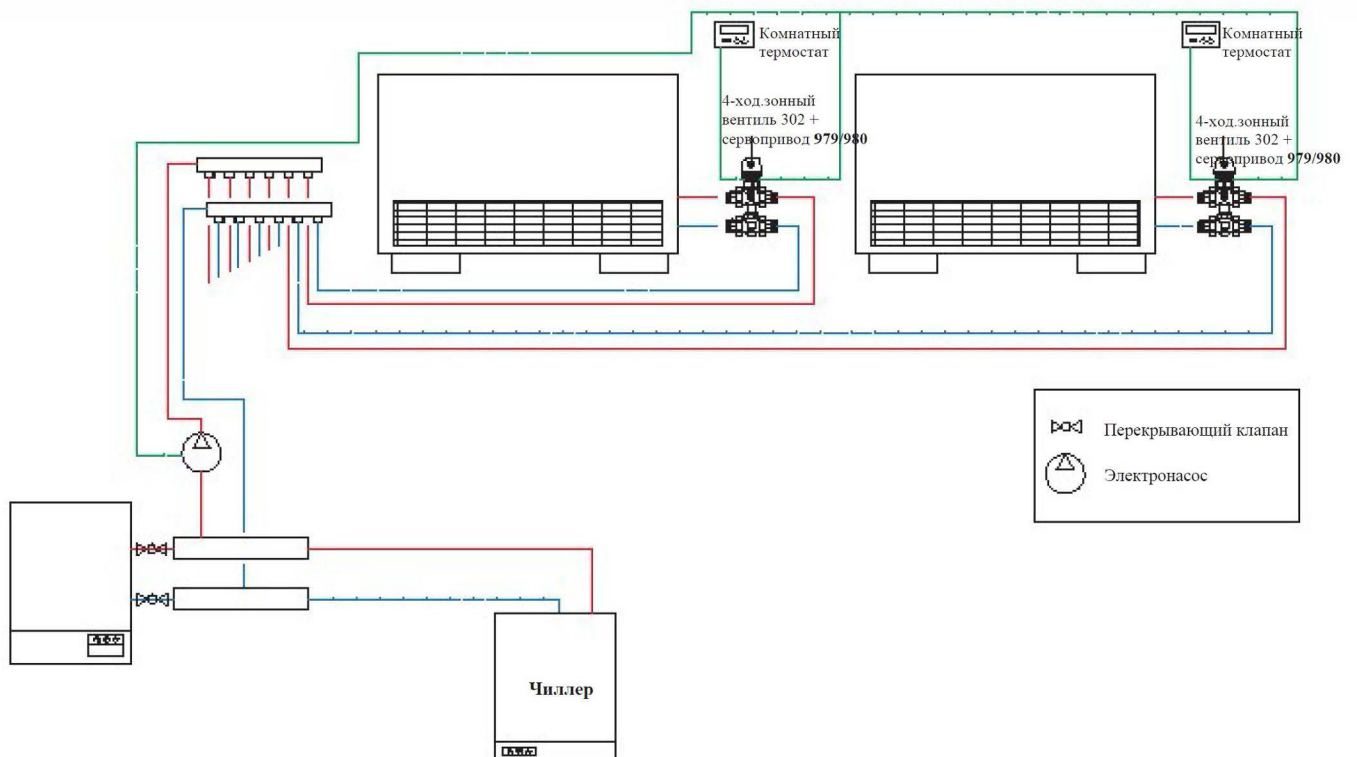 Комнатный
термостат
Комнатный
термостат
4-ход.зонный
вентиль 302 +
сервопривод 979/980
4-ход.зонный
вентиль 302 +
сервопривод 979/980
Перекрывающий клапан
Электронасос
Чиллер